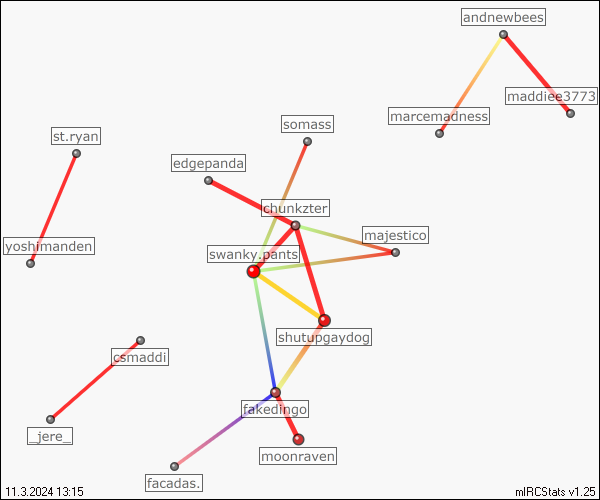 andnewbees
maddiee3773
marcemadness
somass
st.ryan
edgepanda
chunkzter
majestico
yoshimanden
swanky.pants
shutupgaydog
csmaddi
fakedingo
_jere_
moonraven
facadas.
11.3.2024 13:15
mIRCStats v1.25